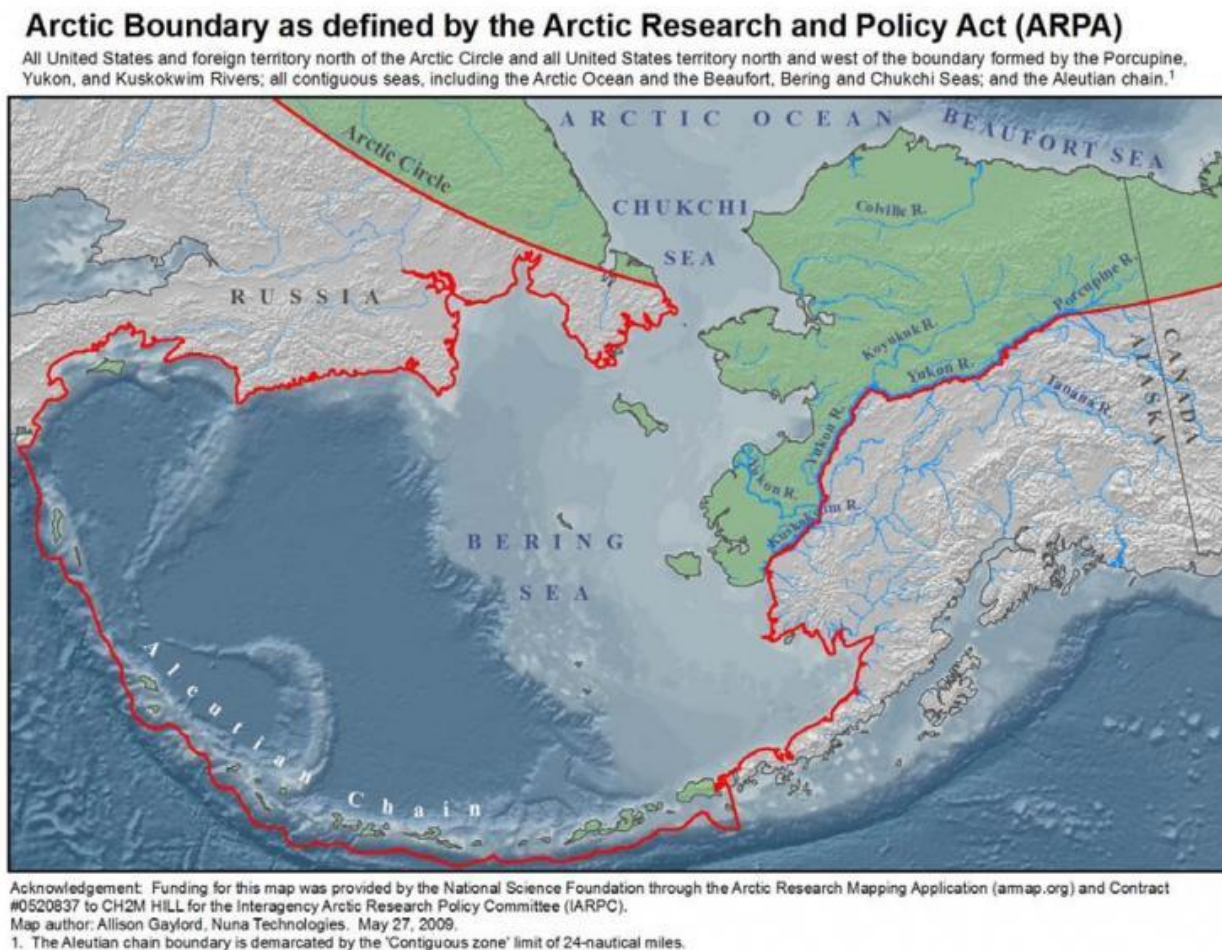 Arctic Boundary as defined by the Arctic Research and Policy Act (ARPA)
All United States and foreign territory north of the Arctic Circle and all United States territory north and west of the boundary formed by the Porcupine,
Yukon, and Kuskokwim Rivers; all contiguous seas, including the Arctic Ocean and the Beaufort, Bering and Chukchi Seas; and the Aleutian chain.¹
ARCTIC OCEAN
BEAUFORT SEA
Arctic Circle
CHUKCHI
SEA
Colville R.
RUSSIA
Porcupine R.
Koyukuk R.
Yukon R.
Tanana R.
ALASKA
CANADA
Yukon R.
Yukon R.
Kuskokwim R.
BERING
SEA
Aleutian
Chain
Acknowledgement: Funding for this map was provided by the National Science Foundation through the Arctic Research Mapping Application (armap.org) and Contract
#0520837 to CH2M HILL for the Interagency Arctic Research Policy Committee (IARPC).
Map author: Allison Gaylord, Nuna Technologies. May 27, 2009.
1. The Aleutian chain boundary is demarcated by the 'Contiguous zone' limit of 24-nautical miles.